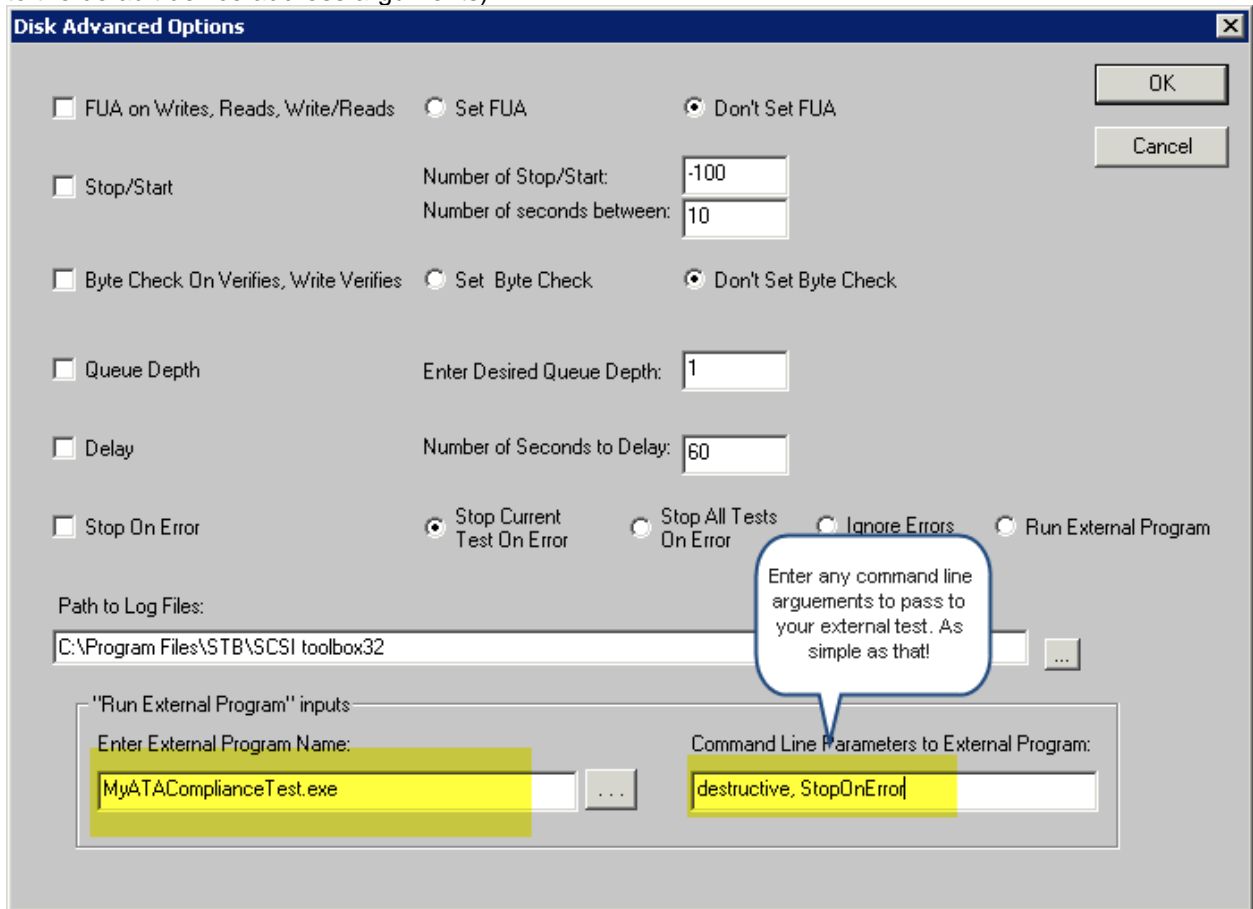 Disk Advanced Options
OK
FUA on Writes, Reads, Write/Reads Set FUA Don't Set FUA
Cancel
Stop/Start Number of Stop/Start: -100
Number of seconds between: 10
Byte Check On Verifies, Write Verifies Set Byte Check Don't Set Byte Check
Queue Depth Enter Desired Queue Depth: 1
Delay Number of Seconds to Delay: 60
Stop On Error
Stop Current
Test On Error
Stop All Tests
On Error
Ignore Errors
Run External Program
Enter any command line
arguements to pass to
your external test. As
simple as that!
Path to Log Files:
C:\Program Files\STB\SCSI toolbox32
...
"Run External Program" inputs
Enter External Program Name:
Command Line Parameters to External Program:
MyATAComplianceTest.exe
...
destructive, StopOnError